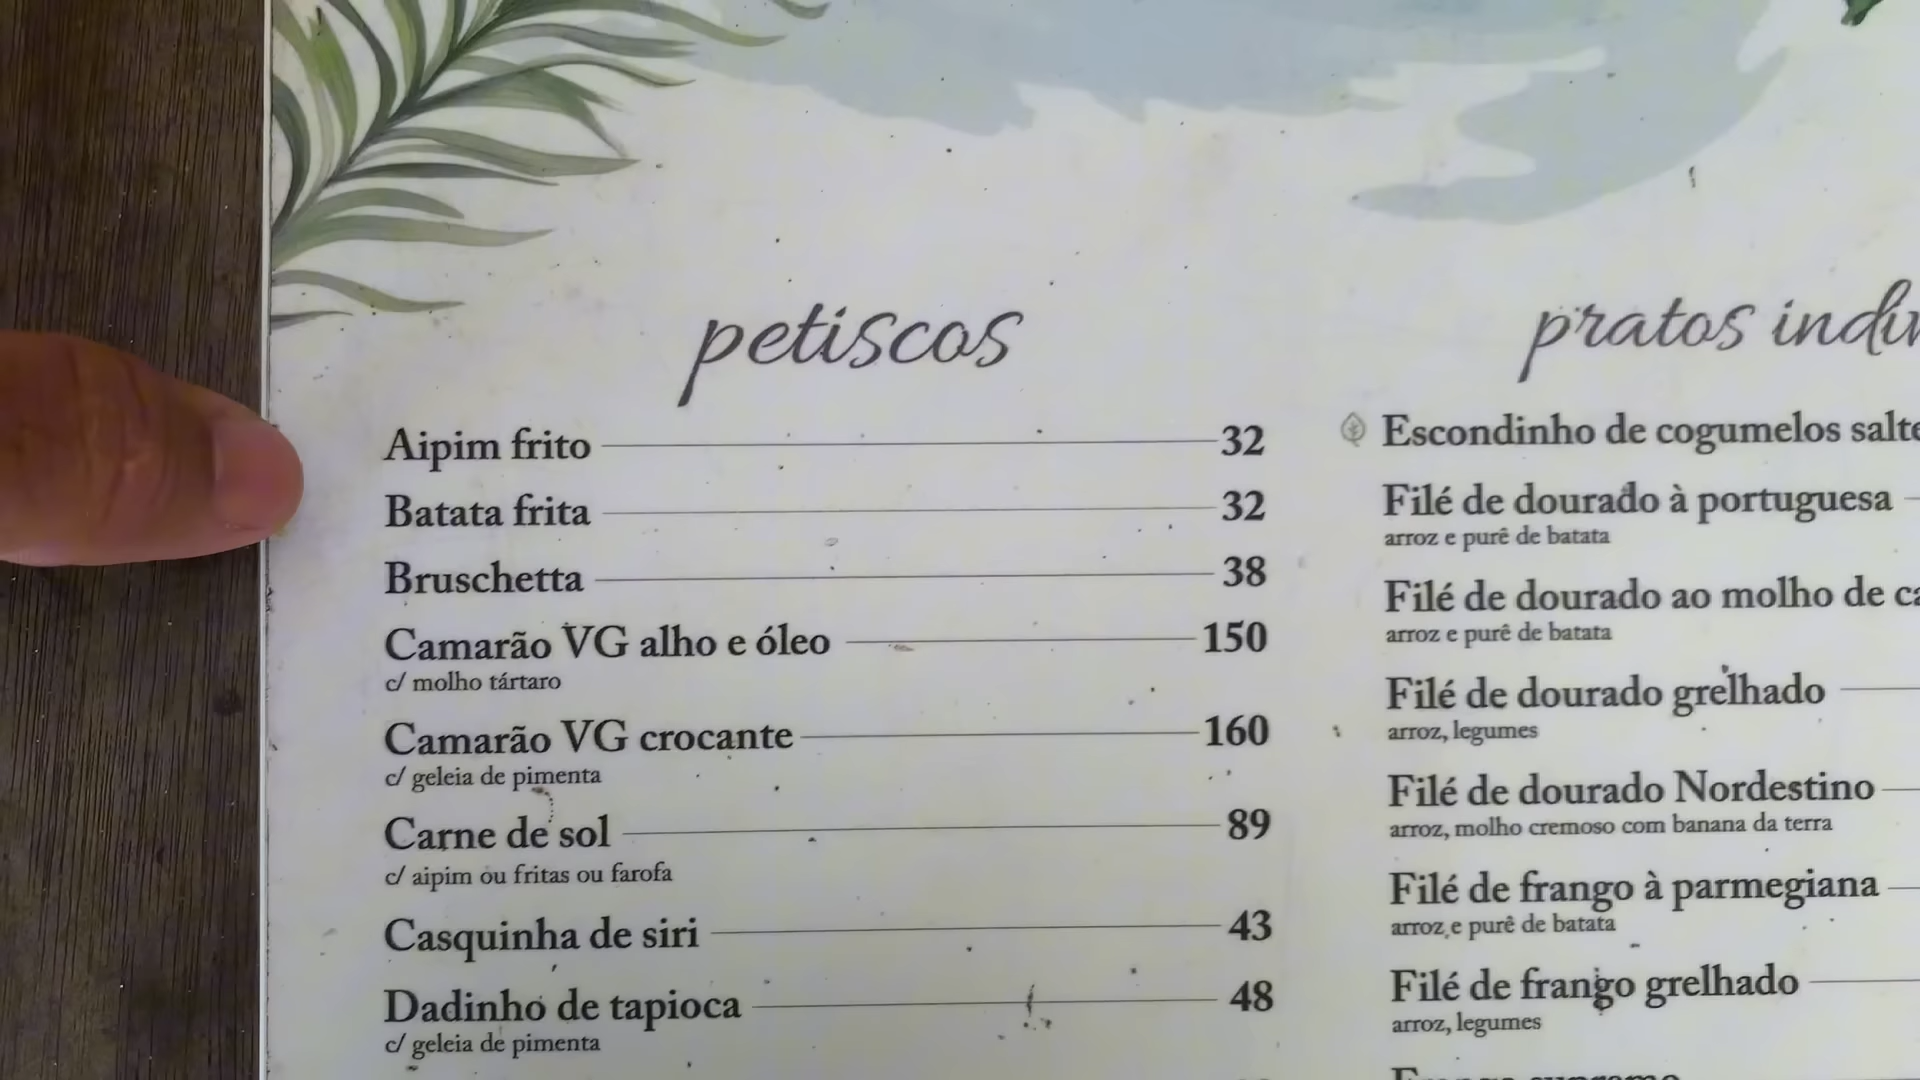 petiscos
Aipim frito 32
Batata frita 32
Bruschetta 38
Camarão VG alho e óleo 150
c/ molho tártaro
Camarão VG crocante 160
c/ geleia de pimenta
Carne de sol 89
c/ aipim ou fritas ou farofa
Casquinha de siri 43
Dadinho de tapioca 48
c/ geleia de pimenta
pratos
Escondinho de cogumelos
Filé de dourado à portuguesa
arroz e purê de batata
Filé de dourado ao molho de
arroz e purê de batata
Filé de dourado grelhado
arroz, legumes
Filé de dourado Nordestino
arroz, molho cremoso com banana da terra
Filé de frango à parmegiana
arroz e purê de batata
Filé de frango grelhado
arroz, legumes